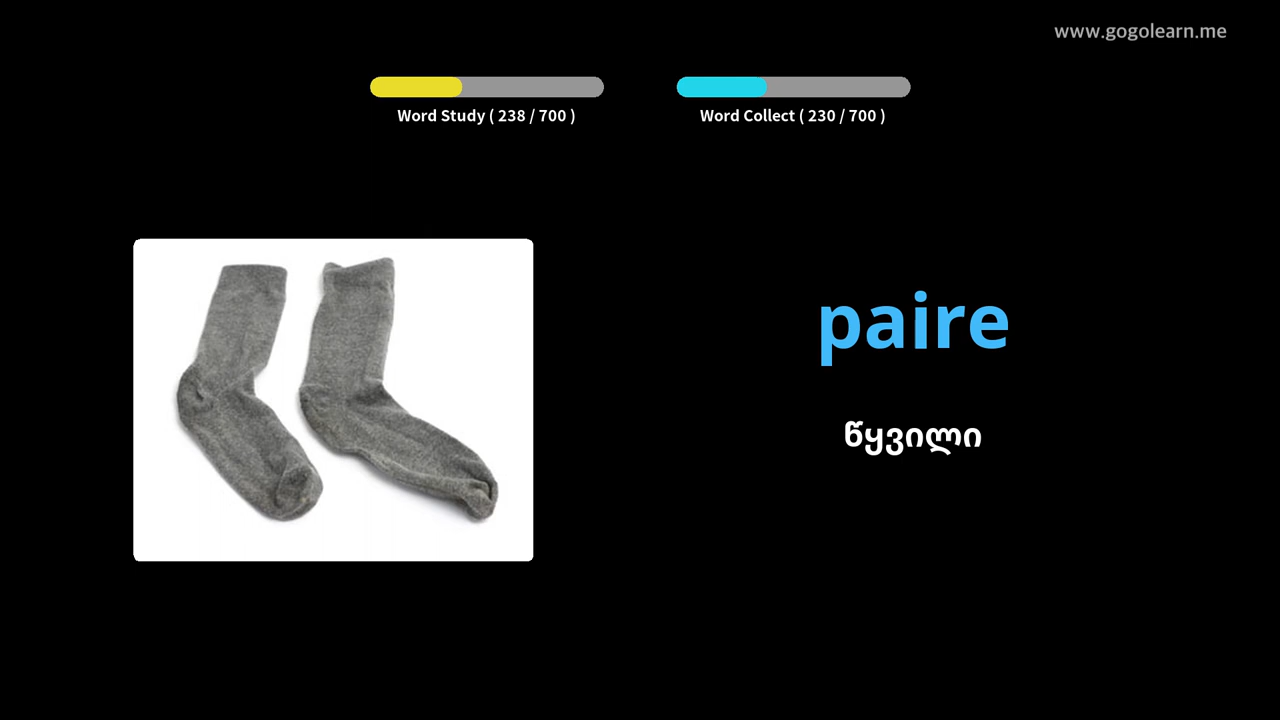 www.gogolearn.me
Word Study ( 238 / 700 )
Word Collect ( 230 / 700 )
paire
წყვილი